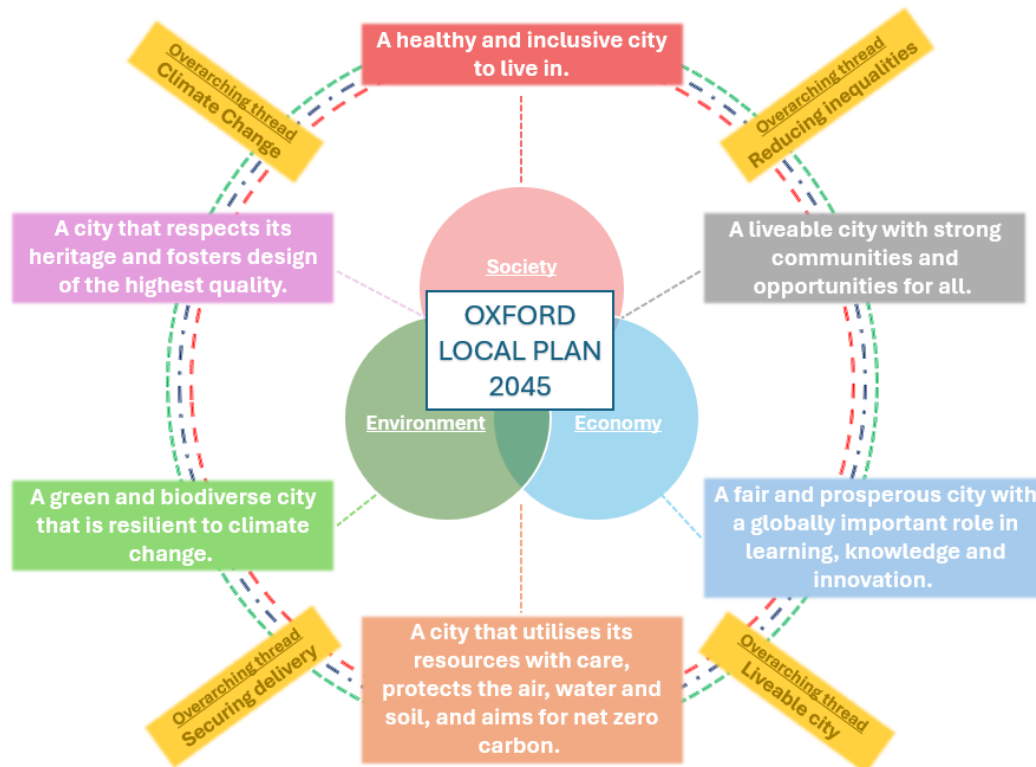 A healthy and inclusive city
to live in.
Overarching thread
Climate Change
Overarching thread
Reducing inequalities
A city that respects its
heritage and fosters design
of the highest quality.
A liveable city with strong
communities and
opportunities for all.
Society
OXFORD
LOCAL PLAN
2045
Environment
Economy
A green and biodiverse city
that is resilient to climate
change.
A fair and prosperous city with
a globally important role in
learning, knowledge and
innovation.
Overarching thread
Securing delivery
A city that utilises its
resources with care,
protects the air, water and
soil, and aims for net zero
carbon.
Overarching thread
Liveable city